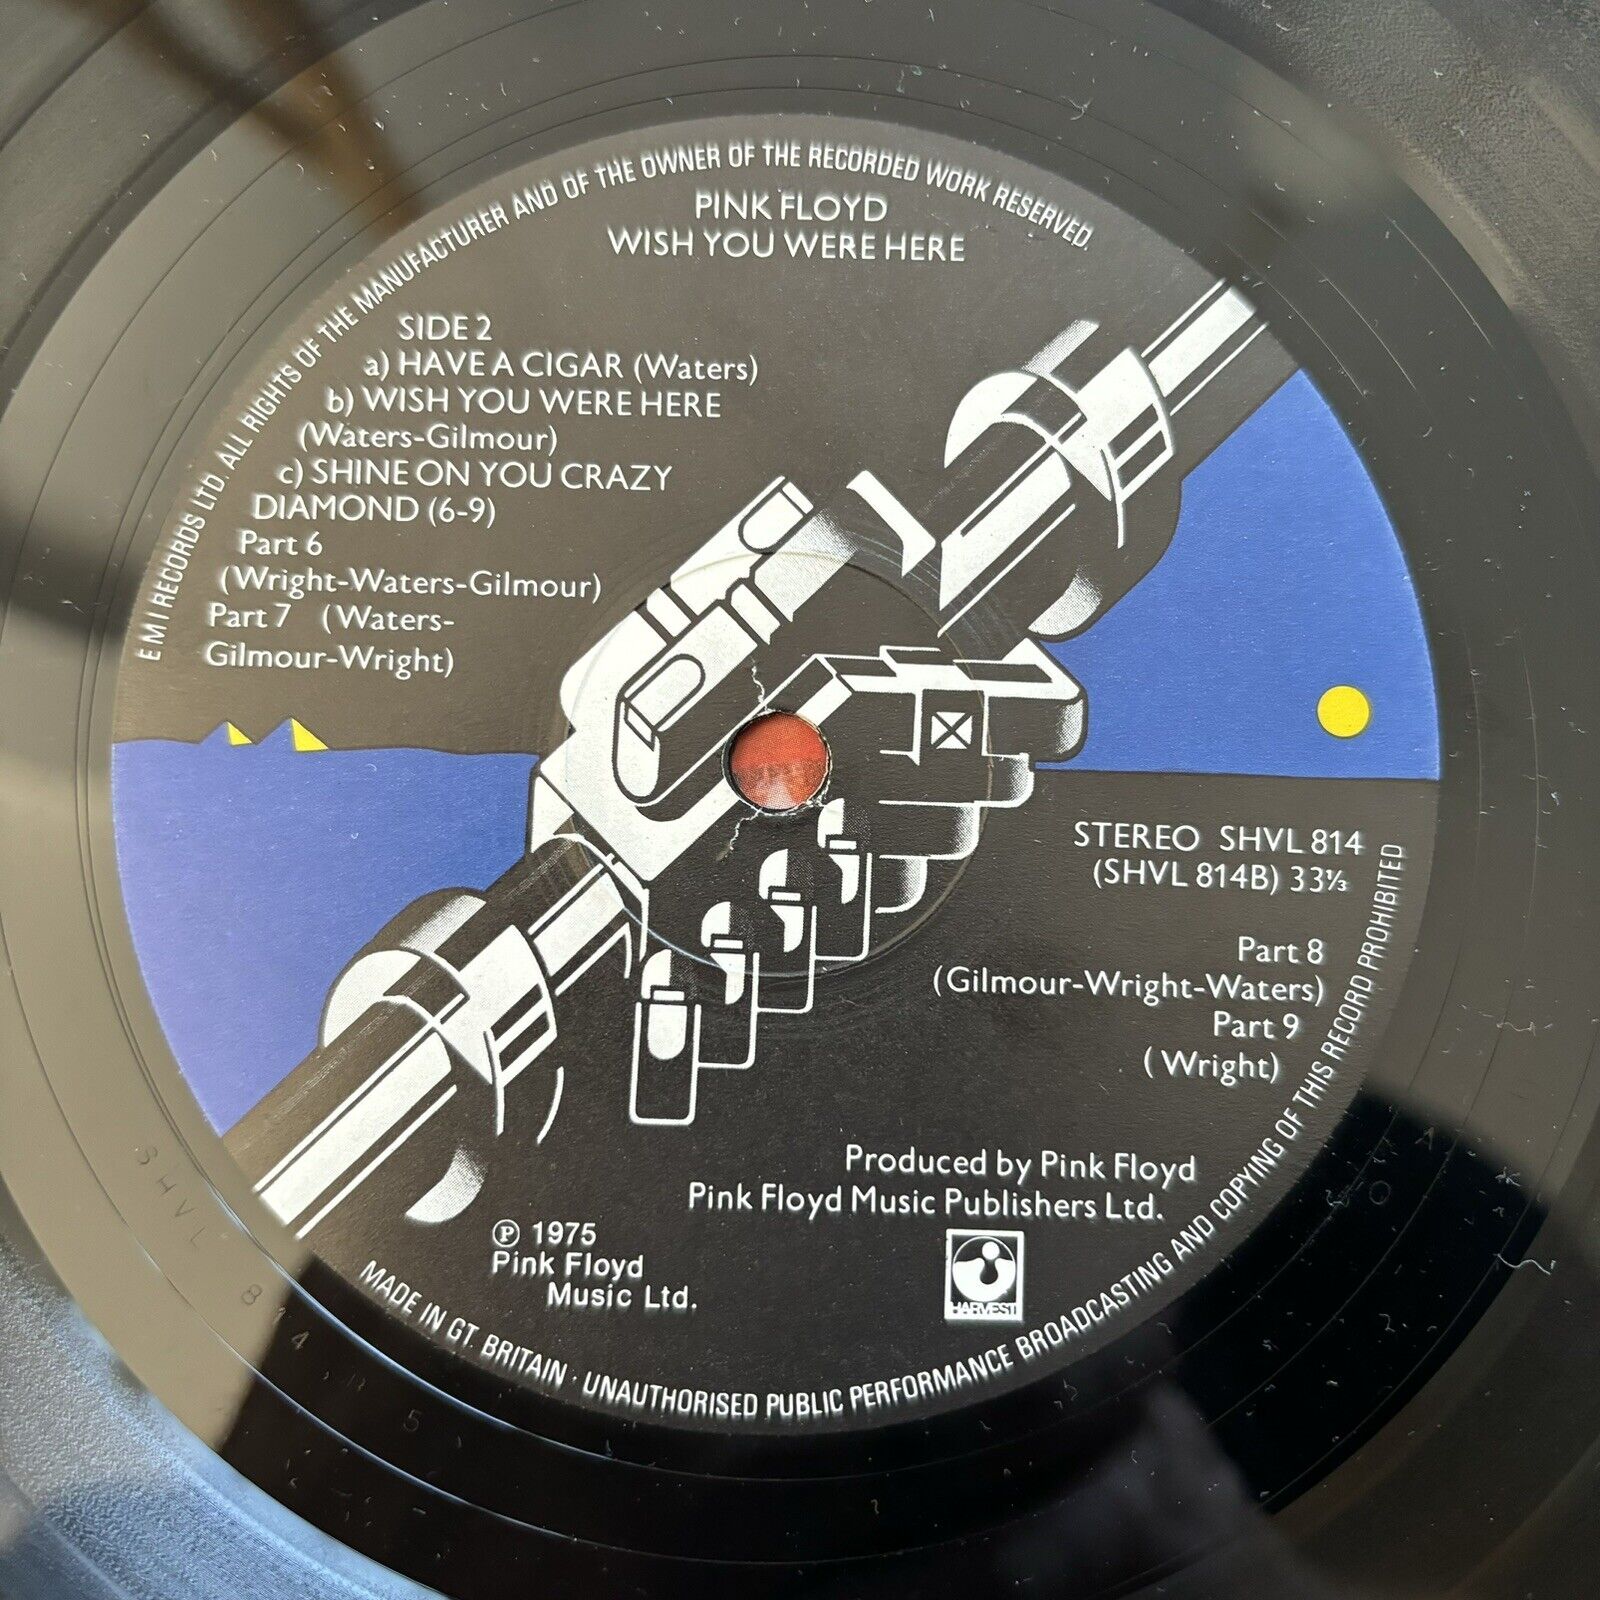 E M I RECORDS LTD. ALL RIGHTS OF THE MANUFACTURER AND OF THE OWNER OF THE RECORDED WORK RESERVED.
PINK FLOYD
WISH YOU WERE HERE
SIDE 2
a) HAVE A CIGAR (Waters)
b) WISH YOU WERE HERE
(Waters-Gilmour)
c) SHINE ON YOU CRAZY
DIAMOND (6-9)
Part 6
(Wright-Waters-Gilmour)
Part 7 (Waters-
Gilmour-Wright)
STEREO SHVL 814
(SHVL 814B) 33⅓
Part 8
(Gilmour-Wright-Waters)
Part 9
( Wright)
Produced by Pink Floyd
Pink Floyd Music Publishers Ltd.
Ⓟ 1975
Pink Floyd
Music Ltd.
HARVEST
MADE IN GT. BRITAIN · UNAUTHORISED PUBLIC PERFORMANCE BROADCASTING AND COPYING OF THIS RECORD PROHIBITED
SHVL 814 5